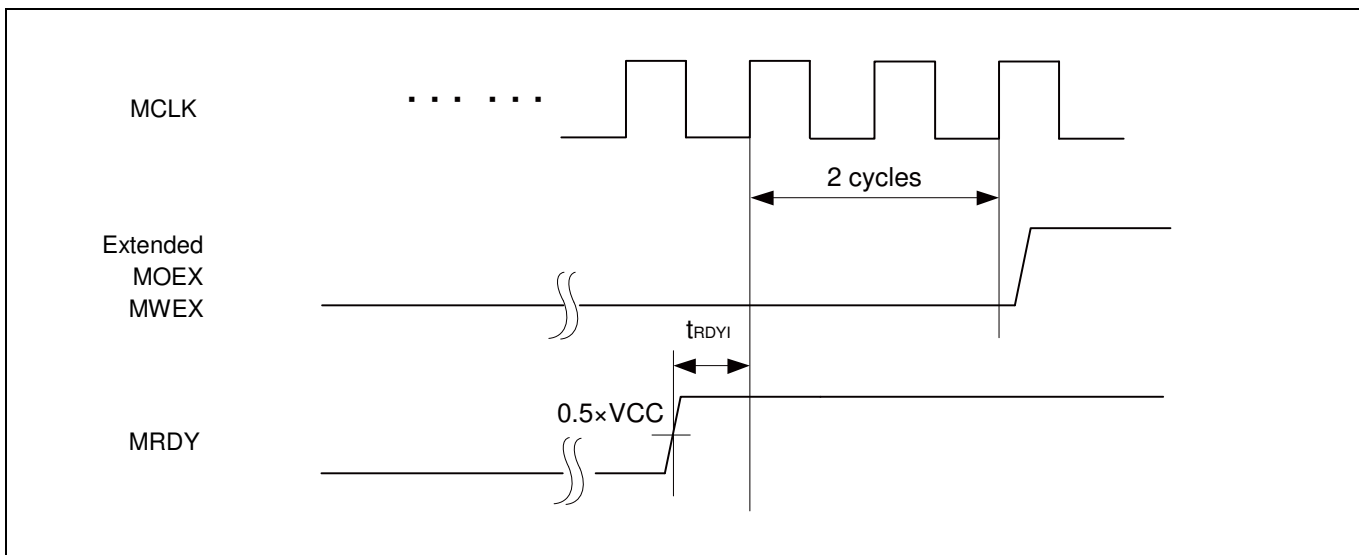 MCLK
... ...
2 cycles
Extended
MOEX
MWEX
tRDYI
0.5×VCC
MRDY